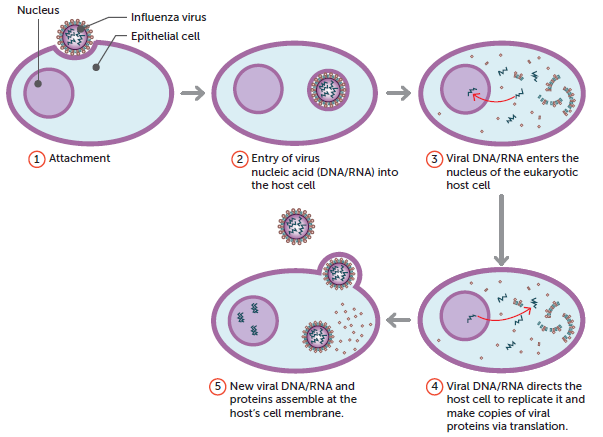 Nucleus
Influenza virus
Epithelial cell
1 Attachment
2 Entry of virus
nucleic acid (DNA/RNA) into
the host cell
3 Viral DNA/RNA enters the
nucleus of the eukaryotic
host cell
5 New viral DNA/RNA and
proteins assemble at the
host's cell membrane.
4 Viral DNA/RNA directs the
host cell to replicate it and
make copies of viral
proteins via translation.